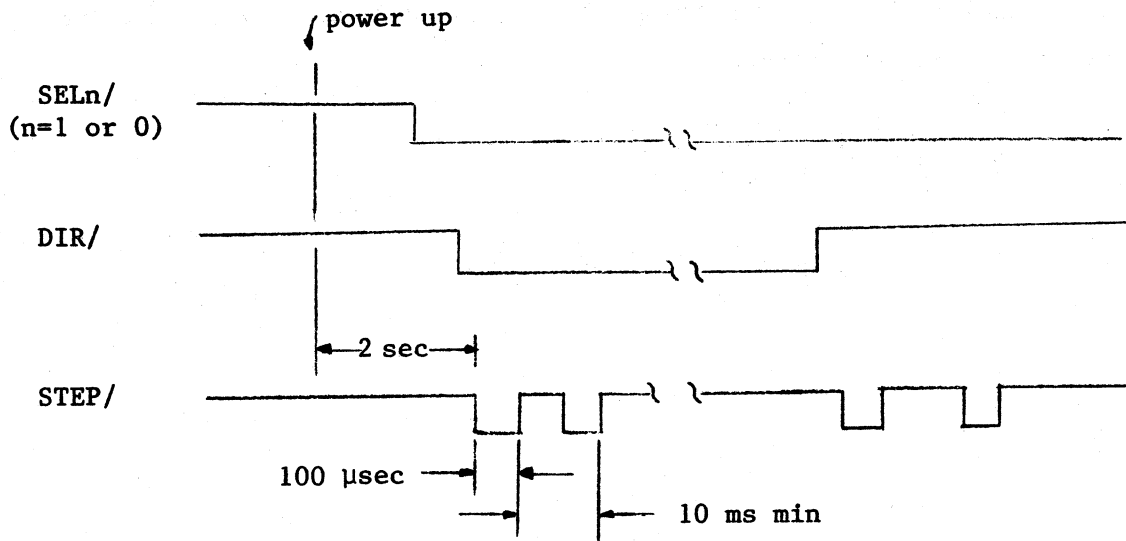 power up
SELn/
(n=1 or 0)
DIR/
2 sec
STEP/
100 μsec
10 ms min